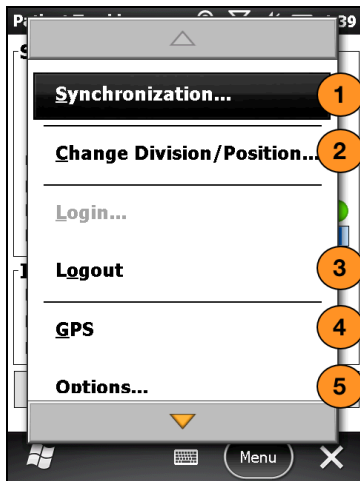 Synchronization...
1
Change Division/Position...
2
Login...
Logout
3
GPS
4
Options...
5
Menu